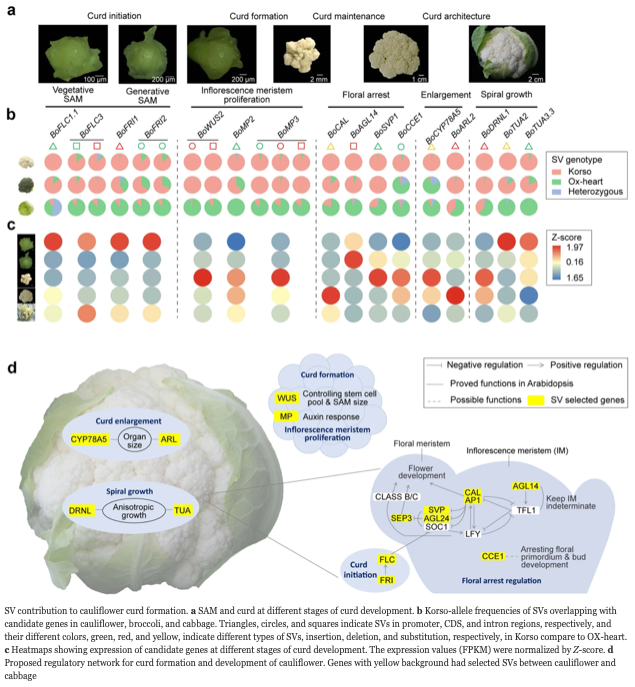 a
Curd initiation
Curd formation
Curd maintenance
Curd architecture
100 µm
200 µm
200 µm
2 mm
1 cm
2 cm
Vegetative
SAM
Generative
SAM
Inflorescence meristem
proliferation
Floral arrest
Enlargement
Spiral growth
b
BoFLC1.1
BoFLC3
BoFRI1
BoFRI2
BoWUS2
BoMP2
BoMP3
BoCAL
BoAGL14
BoSVP1
BoCCE1
BoCYP78A5
BoARL2
BoDRNL1
BoTUA2
BoTUA3.3
SV genotype
Korso
Ox-heart
Heterozygous
c
Z-score
1.97
0.16
1.65
d
Curd formation
WUS
Controlling stem cell
pool & SAM size
MP
Auxin response
Inflorescence meristem
proliferation
Negative regulation
Positive regulation
Proved functions in Arabidopsis
Possible functions
SV selected genes
Curd enlargement
CYP78A5
Organ
size
ARL
Spiral growth
DRNL
Anisotropic
growth
TUA
Floral meristem
Inflorescence meristem (IM)
Flower
development
CLASS B/C
SEP3
SVP
AGL24
SOC1
CAL
AP1
LFY
AGL14
TFL1
Keep IM
indeterminate
CCE1
Arresting floral
primordium & bud
development
Floral arrest regulation
Curd
initiation
FLC
FRI
SV contribution to cauliflower curd formation. a SAM and curd at different stages of curd development. b Korso-allele frequencies of SVs overlapping with
candidate genes in cauliflower, broccoli, and cabbage. Triangles, circles, and squares indicate SVs in promoter, CDS, and intron regions, respectively, and
their different colors, green, red, and yellow, indicate different types of SVs, insertion, deletion, and substitution, respectively, in Korso compare to OX-heart.
c Heatmaps showing expression of candidate genes at different stages of curd development. The expression values (FPKM) were normalized by Z-score. d
Proposed regulatory network for curd formation and development of cauliflower. Genes with yellow background had selected SVs between cauliflower and
cabbage